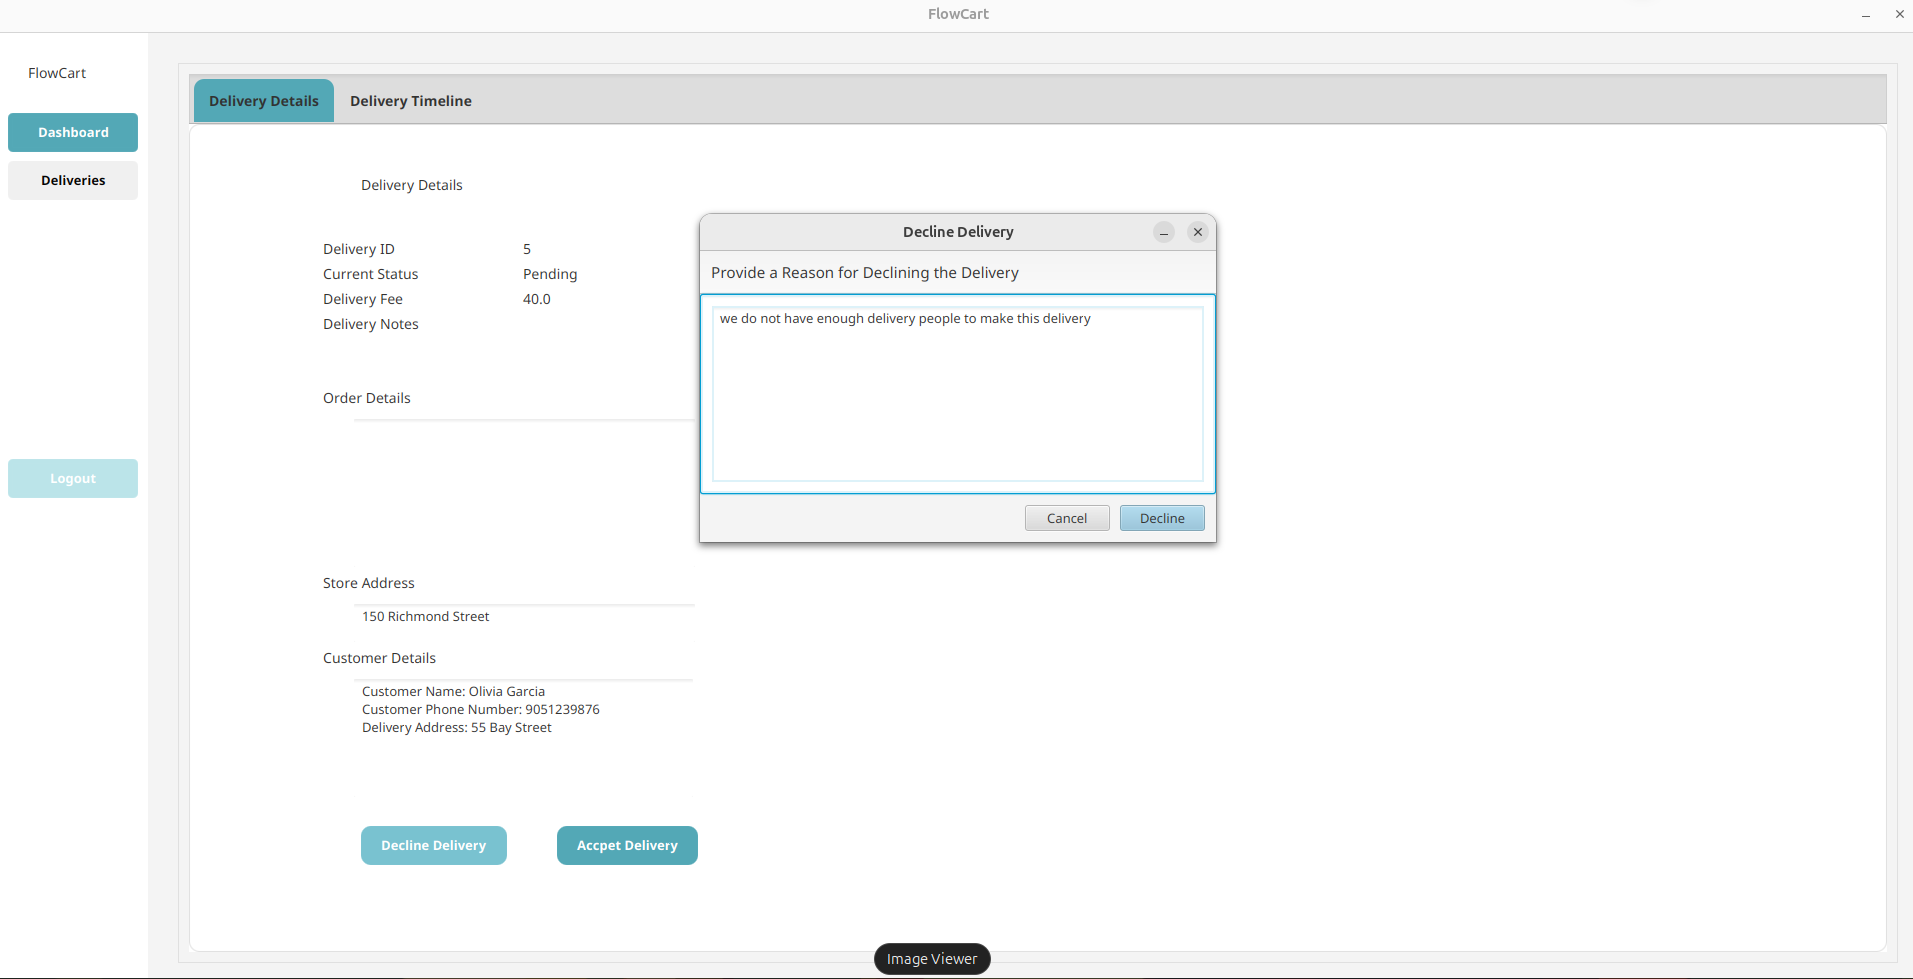 FlowCart
FlowCart
Dashboard
Deliveries
Logout
Delivery Details
Delivery Timeline
Delivery Details
Delivery ID 5
Current Status Pending
Delivery Fee 40.0
Delivery Notes
Order Details
Store Address
150 Richmond Street
Customer Details
Customer Name: Olivia Garcia
Customer Phone Number: 9051239876
Delivery Address: 55 Bay Street
Decline Delivery
Accpet Delivery
Decline Delivery
Provide a Reason for Declining the Delivery
we do not have enough delivery people to make this delivery
Cancel
Decline
Image Viewer